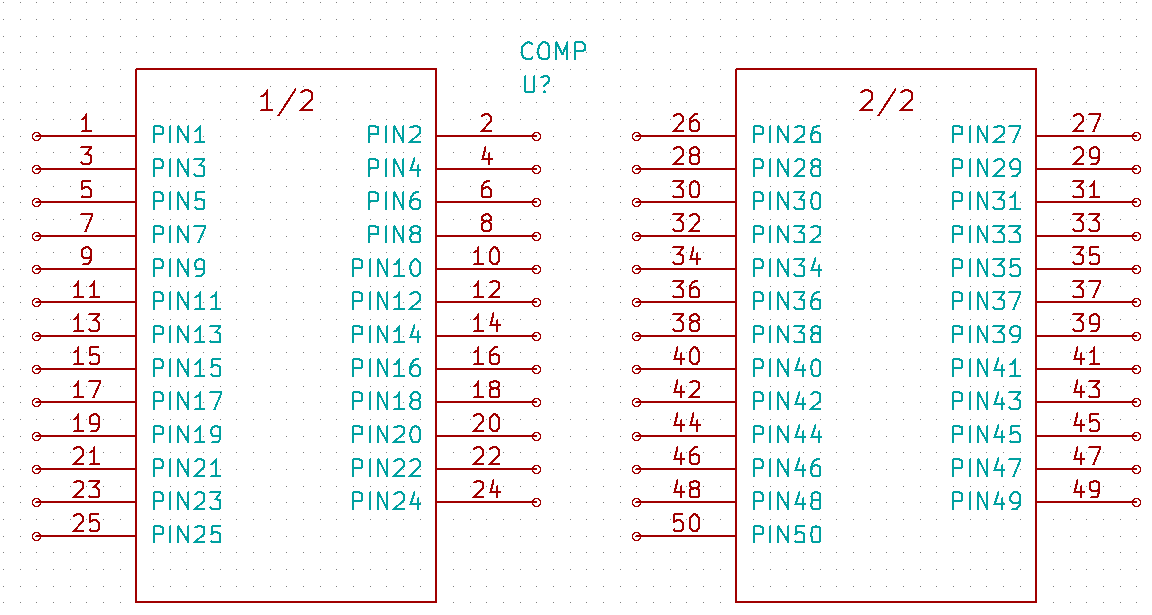 COMP
U?
1/2
1 PIN1 PIN2 2
3 PIN3 PIN4 4
5 PIN5 PIN6 6
7 PIN7 PIN8 8
9 PIN9 PIN10 10
11 PIN11 PIN12 12
13 PIN13 PIN14 14
15 PIN15 PIN16 16
17 PIN17 PIN18 18
19 PIN19 PIN20 20
21 PIN21 PIN22 22
23 PIN23 PIN24 24
25 PIN25
2/2
26 PIN26 PIN27 27
28 PIN28 PIN29 29
30 PIN30 PIN31 31
32 PIN32 PIN33 33
34 PIN34 PIN35 35
36 PIN36 PIN37 37
38 PIN38 PIN39 39
40 PIN40 PIN41 41
42 PIN42 PIN43 43
44 PIN44 PIN45 45
46 PIN46 PIN47 47
48 PIN48 PIN49 49
50 PIN50